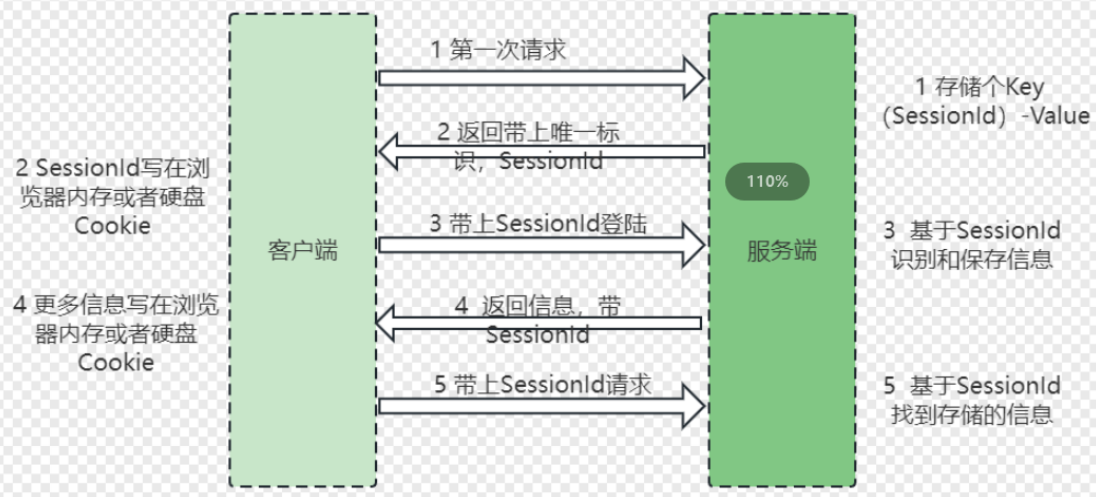 1 第一次请求
1 存储个Key
（SessionId）-Value
2 返回带上唯一标
识，SessionId
2 SessionId写在浏
览器内存或者硬盘
Cookie
110%
3 带上SessionId登陆
客户端
服务端
3 基于SessionId
识别和保存信息
4 更多信息写在浏览
器内存或者硬盘
Cookie
4 返回信息，带
SessionId
5 带上SessionId请求
5 基于SessionId
找到存储的信息